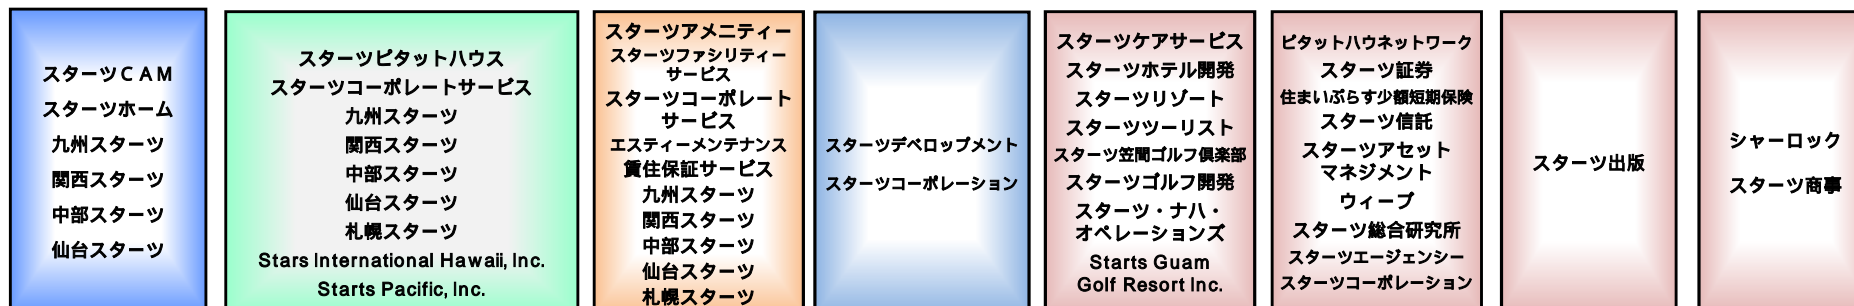 スターツCAM
スターツホーム
九州スターツ
関西スターツ
中部スターツ
仙台スターツ
スターツピタットハウス
スターツコーポレートサービス
九州スターツ
関西スターツ
中部スターツ
仙台スターツ
札幌スターツ
Stars International Hawaii, Inc.
Starts Pacific, Inc.
スターツアメニティー
スターツファシリティー
サービス
スターツコーポレート
サービス
エスティーメンテナンス
賃住保証サービス
九州スターツ
関西スターツ
中部スターツ
仙台スターツ
札幌スターツ
スターツデベロップメント
スターツコーポレーション
スターツケアサービス
スターツホテル開発
スターツリゾート
スターツツーリスト
スターツ笠間ゴルフ倶楽部
スターツゴルフ開発
スターツ・ナハ・
オペレーションズ
Starts Guam
Golf Resort Inc.
ピタットハウネットワーク
スターツ証券
住まいぷらす少額短期保険
スターツ信託
スターツアセット
マネジメント
ウィーブ
スターツ総合研究所
スターツエージェンシー
スターツコーポレーション
スターツ出版
シャーロック
スターツ商事